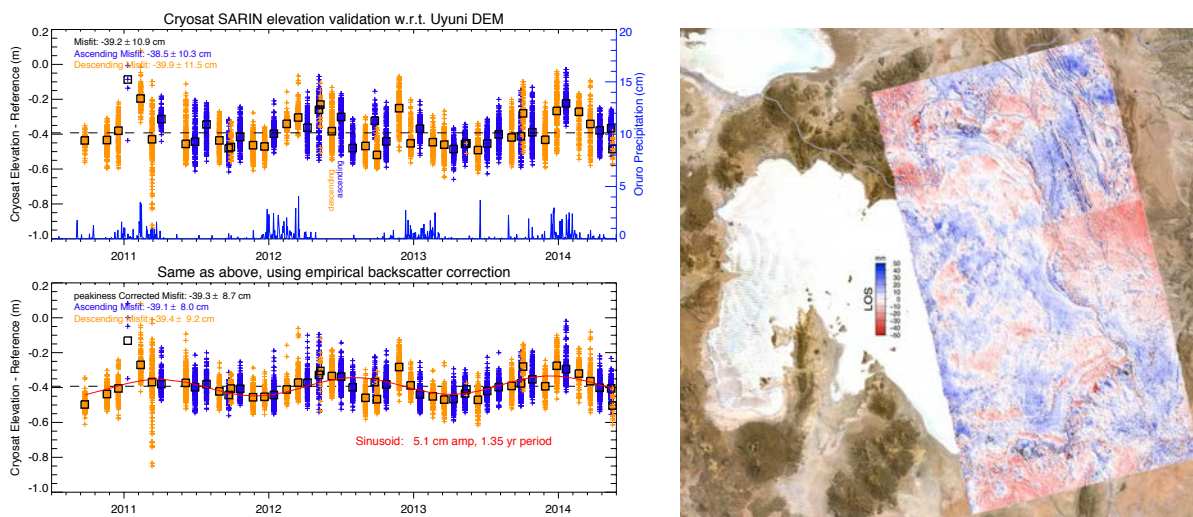 Cryosat SARIN elevation validation w.r.t. Uyuni DEM
Misfit: -39.2 ± 10.9 cm
Ascending Misfit: -38.5 ± 10.3 cm
Descending Misfit: -39.9 ± 11.5 cm
Cryosat Elevation - Reference (m)
0.2
0.0
-0.2
-0.4
-0.6
-0.8
-1.0
20
15
10
5
0
Oruro Precipitation (cm)
descending
ascending
2011 2012 2013 2014
Same as above, using empirical backscatter correction
peakiness Corrected Misfit: -39.3 ± 8.7 cm
Ascending Misfit: -39.1 ± 8.0 cm
Descending Misfit: -39.4 ± 9.2 cm
Cryosat Elevation - Reference (m)
0.2
0.0
-0.2
-0.4
-0.6
-0.8
-1.0
Sinusoid: 5.1 cm amp, 1.35 yr period
2011 2012 2013 2014
LOS